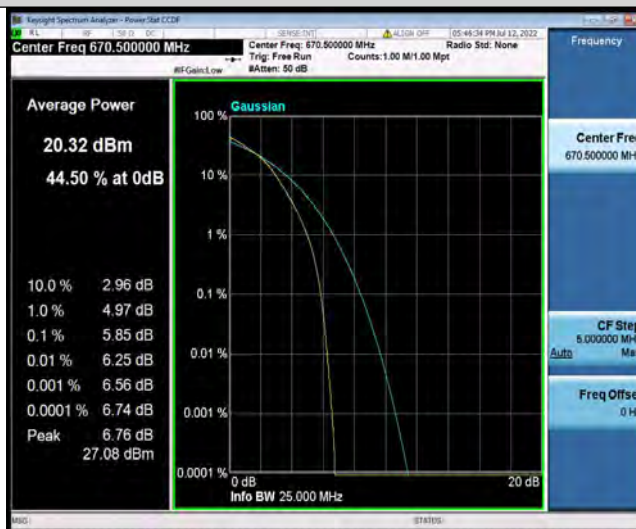 Keysight Spectrum Analyzer - Power Stat CCDF
RL RF 50 Ω DC SENSE:INT ALIGN OFF 05:46:34 PM Jul 12, 2022
Center Freq 670.500000 MHz
Center Freq: 670.500000 MHz Radio Std: None
Trig: Free Run Counts:1.00 M/1.00 Mpt
#IFGain:Low #Atten: 50 dB
Frequency
Average Power
20.32 dBm
44.50 % at 0dB
10.0 % 2.96 dB
1.0 % 4.97 dB
0.1 % 5.85 dB
0.01 % 6.25 dB
0.001 % 6.56 dB
0.0001 % 6.74 dB
Peak 6.76 dB
27.08 dBm
Gaussian
100 %
10 %
1 %
0.1 %
0.01 %
0.001 %
0.0001 %
0 dB 20 dB
Info BW 25.000 MHz
Center Fre
670.500000 MH
CF Step
5.000000 MH
Auto Ma
Freq Offse
0 H
MSG STATUS